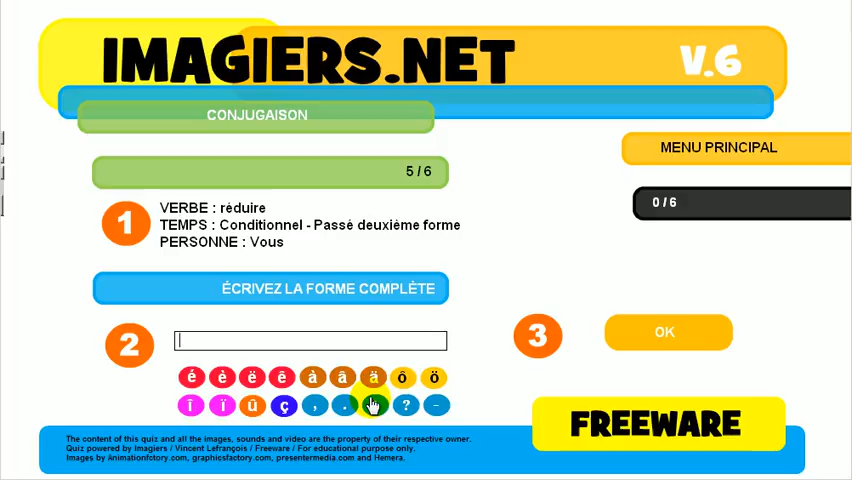 IMAGIERS.NET
V.6
CONJUGAISON
MENU PRINCIPAL
5 / 6
0 / 6
1
VERBE : réduire
TEMPS : Conditionnel - Passé deuxième forme
PERSONNE : Vous
ÉCRIVEZ LA FORME COMPLÈTE
2
3
OK
é è ë ê à â ä ô ö
î ï û ç , . ? -
FREEWARE
The content of this quiz and all the images, sounds and video are the property of their respective owner.
Quiz powered by Imagiers / Vincent Lefrançois / Freeware / For educational purpose only.
Images by Animationfctory.com, graphicsfactory.com, presentermedia.com and Hemera.